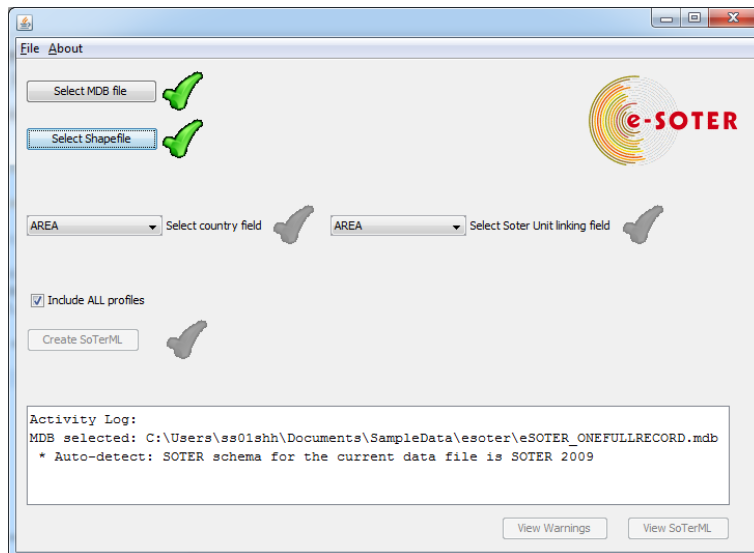 File About
Select MDB file
e-SOTER
Select Shapefile
AREA Select country field AREA Select Soter Unit linking field
Include ALL profiles
Create SoTerML
Activity Log:
MDB selected: C:\Users\ss01shh\Documents\SampleData\esoter\eSOTER_ONEFULLRECORD.mdb
* Auto-detect: SOTER schema for the current data file is SOTER 2009
View Warnings View SoTerML